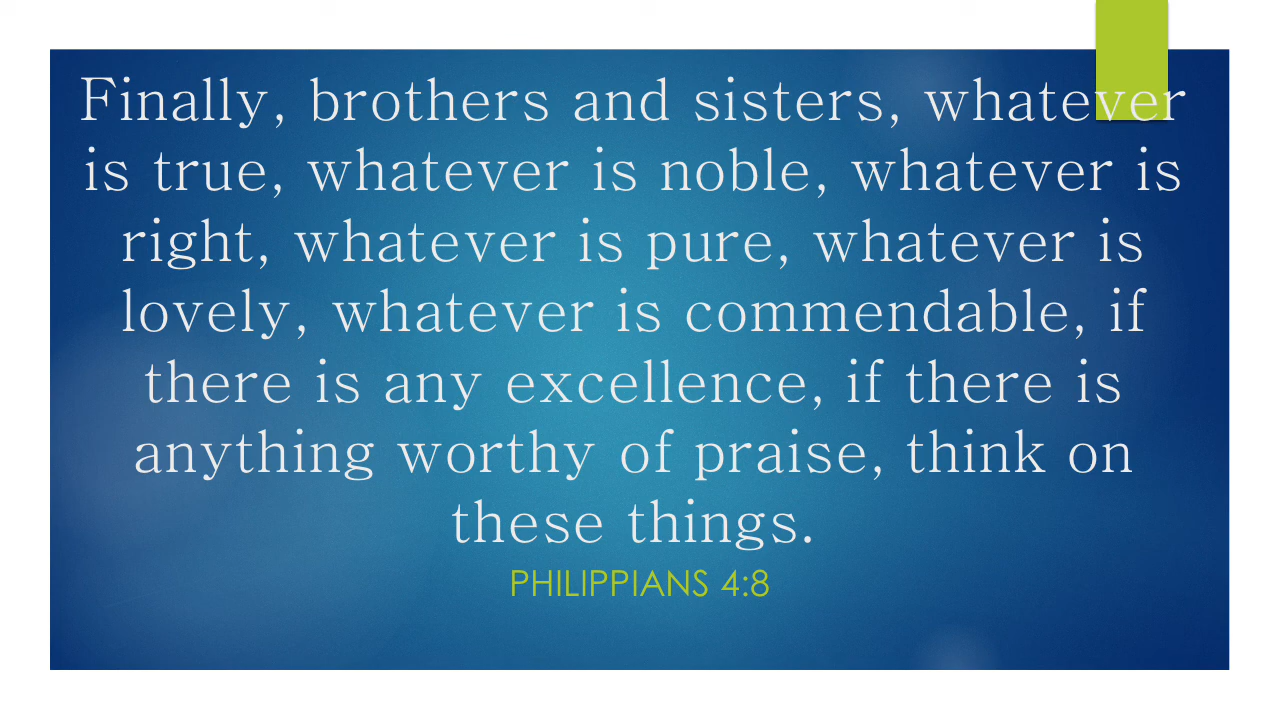 Finally, brothers and sisters, whatever
is true, whatever is noble, whatever is
right, whatever is pure, whatever is
lovely, whatever is commendable, if
there is any excellence, if there is
anything worthy of praise, think on
these things.
PHILIPPIANS 4:8